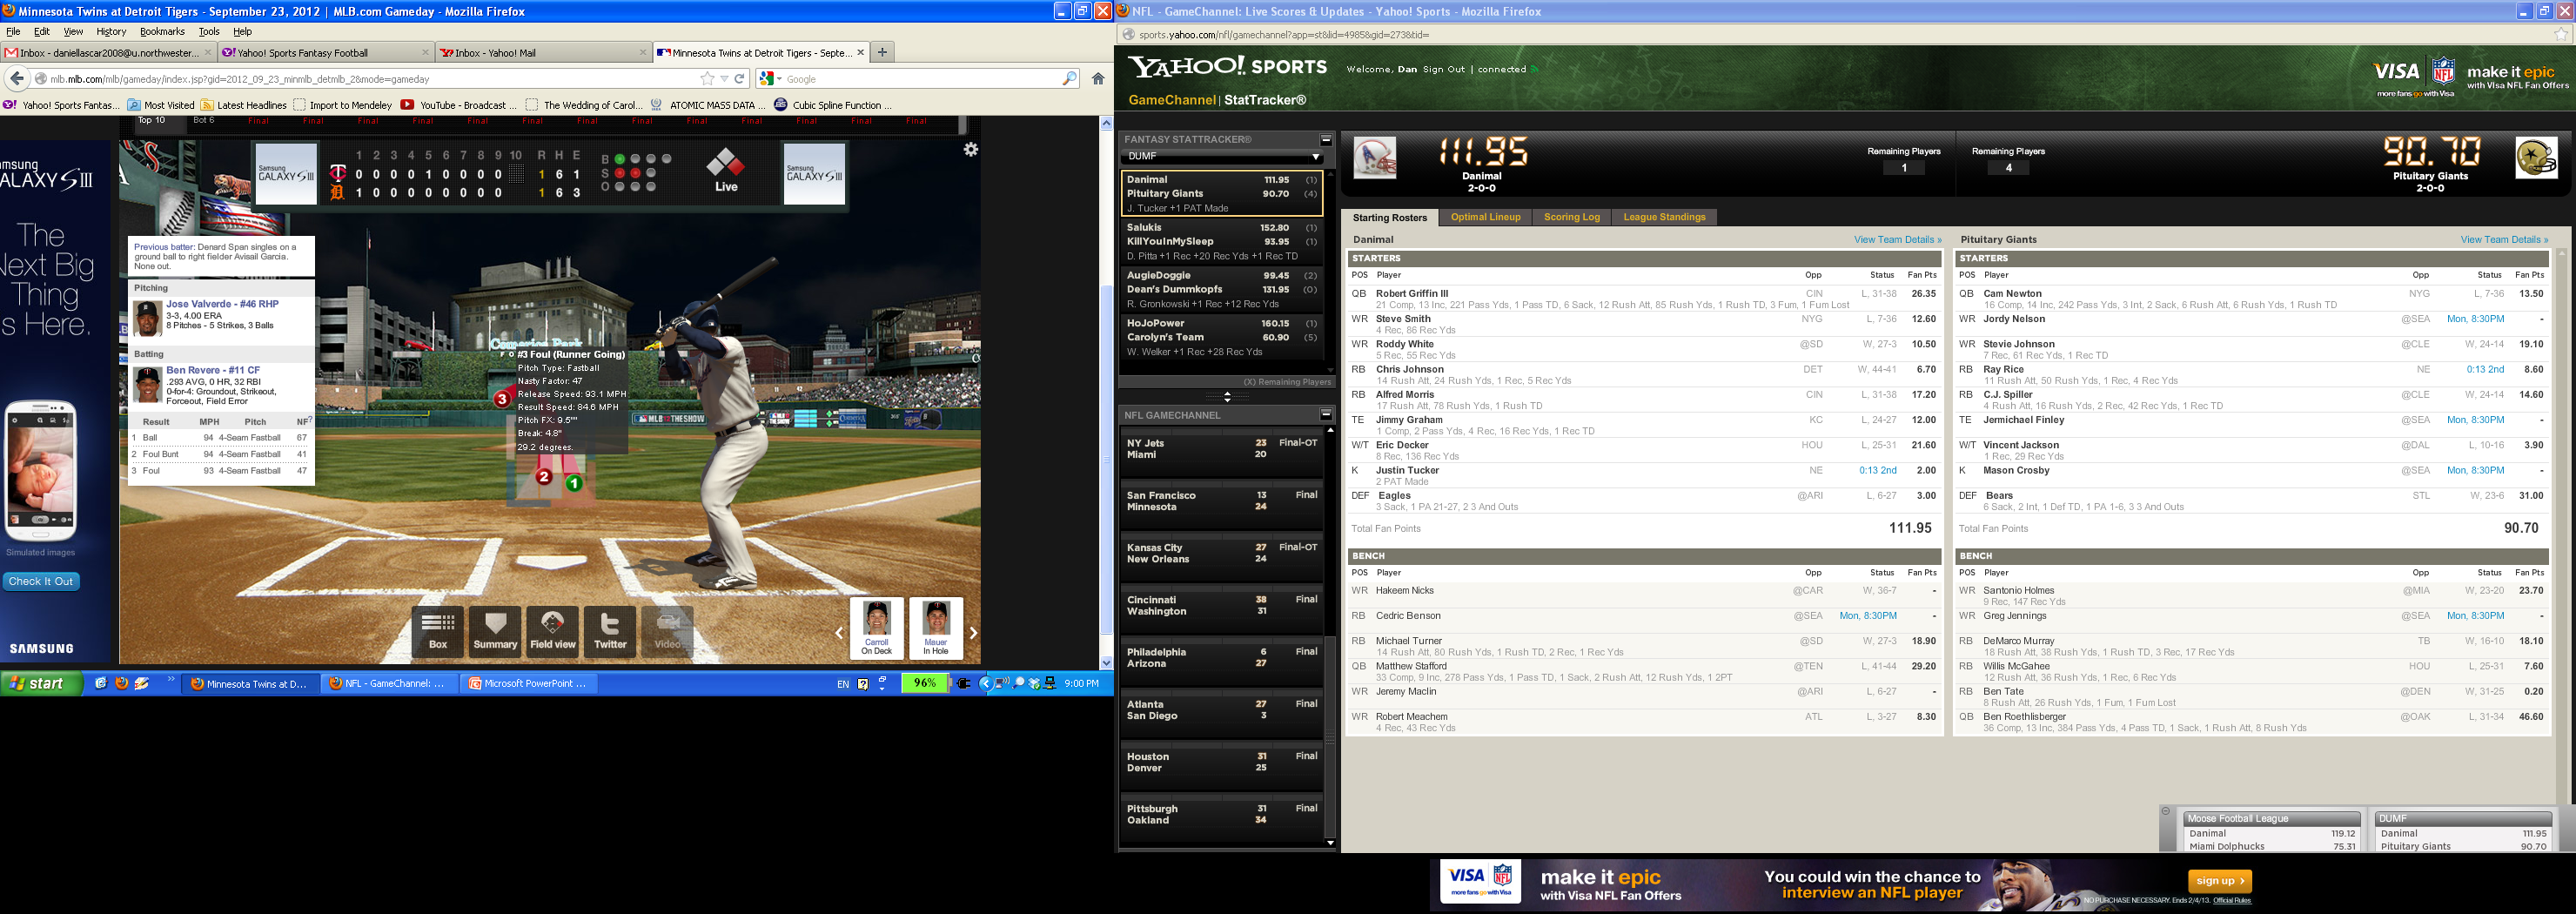 Minnesota Twins at Detroit Tigers - September 23, 2012 | MLB.com Gameday - Mozilla Firefox
File Edit View History Bookmarks Tools Help
Inbox - daniellascar2008@u.northwester...
Yahoo! Sports Fantasy Football
Inbox - Yahoo! Mail
Minnesota Twins at Detroit Tigers - Septe...
mlb.mlb.com/mlb/gameday/index.jsp?gid=2012_09_23_minmlb_detmlb_2&mode=gameday
Google
Yahoo! Sports Fantas...
Most Visited
Latest Headlines
Import to Mendeley
YouTube - Broadcast ...
The Wedding of Carol...
ATOMIC MASS DATA ...
Cubic Spline Function ...
Top 10 Bot 6 Final Final Final Final Final Final Final Final Final Final Final Final Final
amsung
ALAXY SIII
The
Next Big
Thing
s Here.
Simulated images
Check It Out
SAMSUNG
SAMSUNG
GALAXY SIII
1 2 3 4 5 6 7 8 9 10 R H E
0 0 0 0 1 0 0 0 0 1 6 1
1 0 0 0 0 0 0 0 0 1 6 3
B
S
O
Live
SAMSUNG
GALAXY SIII
Previous batter: Denard Span singles on a
ground ball to right fielder Avisail Garcia.
None out.
Pitching
Jose Valverde - #46 RHP
3-3, 4.00 ERA
8 Pitches - 5 Strikes, 3 Balls
Batting
Ben Revere - #11 CF
.293 AVG, 0 HR, 32 RBI
0-for-4: Groundout, Strikeout,
Forceout, Field Error
Result MPH Pitch NF?
1 Ball 94 4-Seam Fastball 67
2 Foul Bunt 94 4-Seam Fastball 41
3 Foul 93 4-Seam Fastball 47
Comerica Park
#3 Foul (Runner Going)
Pitch Type: Fastball
Nasty Factor: 47
Release Speed: 93.1 MPH
Result Speed: 84.6 MPH
Pitch FX: 9.5""
Break: 4.8"
29.2 degrees.
3
2
1
Box
Summary
Field view
Twitter
Video
Carroll
On Deck
Mauer
In Hole
start
Minnesota Twins at D...
NFL - GameChannel: ...
Microsoft PowerPoint ...
EN
96%
9:00 PM
NFL - GameChannel: Live Scores & Updates - Yahoo! Sports - Mozilla Firefox
sports.yahoo.com/nfl/gamechannel?app=st&lid=4985&gid=273&tid=
YAHOO! SPORTS
Welcome, Dan Sign Out | connected
GameChannel | StatTracker®
VISA
NFL
more fans go with Visa
make it epic
with Visa NFL Fan Offers
FANTASY STATTRACKER®
DUMF
Danimal 111.95 (1)
Pituitary Giants 90.70 (4)
J. Tucker +1 PAT Made
Salukis 152.80 (1)
KillYouInMySleep 93.95 (1)
D. Pitta +1 Rec +20 Rec Yds +1 Rec TD
AugieDoggie 99.45 (2)
Dean's Dummkopfs 131.95 (0)
R. Gronkowski +1 Rec +12 Rec Yds
HoJoPower 160.15 (1)
Carolyn's Team 60.90 (5)
W. Welker +1 Rec +28 Rec Yds
(X) Remaining Players
NFL GAMECHANNEL
NY Jets 23 Final-OT
Miami 20
San Francisco 13 Final
Minnesota 24
Kansas City 27 Final-OT
New Orleans 24
Cincinnati 38 Final
Washington 31
Philadelphia 6 Final
Arizona 27
Atlanta 27 Final
San Diego 3
Houston 31 Final
Denver 25
Pittsburgh 31 Final
Oakland 34
111.95
Danimal
2-0-0
Remaining Players
1
Remaining Players
4
90.70
Pituitary Giants
2-0-0
Starting Rosters
Optimal Lineup
Scoring Log
League Standings
Danimal View Team Details »
STARTERS
POS Player Opp Status Fan Pts
QB Robert Griffin III CIN L, 31-38 26.35
21 Comp, 13 Inc, 221 Pass Yds, 1 Pass TD, 6 Sack, 12 Rush Att, 85 Rush Yds, 1 Rush TD, 3 Fum, 1 Fum Lost
WR Steve Smith NYG L, 7-36 12.60
4 Rec, 86 Rec Yds
WR Roddy White @SD W, 27-3 10.50
5 Rec, 55 Rec Yds
RB Chris Johnson DET W, 44-41 6.70
14 Rush Att, 24 Rush Yds, 1 Rec, 5 Rec Yds
RB Alfred Morris CIN L, 31-38 17.20
17 Rush Att, 78 Rush Yds, 1 Rush TD
TE Jimmy Graham KC L, 24-27 12.00
1 Comp, 2 Pass Yds, 4 Rec, 16 Rec Yds, 1 Rec TD
W/T Eric Decker HOU L, 25-31 21.60
8 Rec, 136 Rec Yds
K Justin Tucker NE 0:13 2nd 2.00
2 PAT Made
DEF Eagles @ARI L, 6-27 3.00
3 Sack, 1 PA 21-27, 2 3 And Outs
Total Fan Points 111.95
BENCH
POS Player Opp Status Fan Pts
WR Hakeem Nicks @CAR W, 36-7 -
RB Cedric Benson @SEA Mon, 8:30PM -
RB Michael Turner @SD W, 27-3 18.90
14 Rush Att, 80 Rush Yds, 1 Rush TD, 2 Rec, 1 Rec Yds
QB Matthew Stafford @TEN L, 41-44 29.20
33 Comp, 9 Inc, 278 Pass Yds, 1 Pass TD, 1 Sack, 2 Rush Att, 12 Rush Yds, 1 2PT
WR Jeremy Maclin @ARI L, 6-27 -
WR Robert Meachem ATL L, 3-27 8.30
4 Rec, 43 Rec Yds
Pituitary Giants View Team Details »
STARTERS
POS Player Opp Status Fan Pts
QB Cam Newton NYG L, 7-36 13.50
16 Comp, 14 Inc, 242 Pass Yds, 3 Int, 2 Sack, 6 Rush Att, 6 Rush Yds, 1 Rush TD
WR Jordy Nelson @SEA Mon, 8:30PM -
WR Stevie Johnson @CLE W, 24-14 19.10
7 Rec, 61 Rec Yds, 1 Rec TD
RB Ray Rice NE 0:13 2nd 8.60
11 Rush Att, 50 Rush Yds, 1 Rec, 4 Rec Yds
RB C.J. Spiller @CLE W, 24-14 14.60
4 Rush Att, 16 Rush Yds, 2 Rec, 42 Rec Yds, 1 Rec TD
TE Jermichael Finley @SEA Mon, 8:30PM -
W/T Vincent Jackson @DAL L, 10-16 3.90
1 Rec, 29 Rec Yds
K Mason Crosby @SEA Mon, 8:30PM -
DEF Bears STL W, 23-6 31.00
6 Sack, 2 Int, 1 Def TD, 1 PA 1-6, 3 3 And Outs
Total Fan Points 90.70
BENCH
POS Player Opp Status Fan Pts
WR Santonio Holmes @MIA W, 23-20 23.70
9 Rec, 147 Rec Yds
WR Greg Jennings @SEA Mon, 8:30PM -
RB DeMarco Murray TB W, 16-10 18.10
18 Rush Att, 38 Rush Yds, 1 Rush TD, 3 Rec, 17 Rec Yds
RB Willis McGahee HOU L, 25-31 7.60
12 Rush Att, 36 Rush Yds, 1 Rec, 6 Rec Yds
RB Ben Tate @DEN W, 31-25 0.20
8 Rush Att, 26 Rush Yds, 1 Fum, 1 Fum Lost
QB Ben Roethlisberger @OAK L, 31-34 46.60
36 Comp, 13 Inc, 384 Pass Yds, 4 Pass TD, 1 Sack, 1 Rush Att, 8 Rush Yds
Moose Football League
Danimal 119.12
Miami Dolphucks 75.31
DUMF
Danimal 111.95
Pituitary Giants 90.70
VISA
NFL
more fans go with Visa
make it epic
with Visa NFL Fan Offers
You could win the chance to
interview an NFL player
sign up ›
NO PURCHASE NECESSARY. Ends 2/4/13. Official Rules